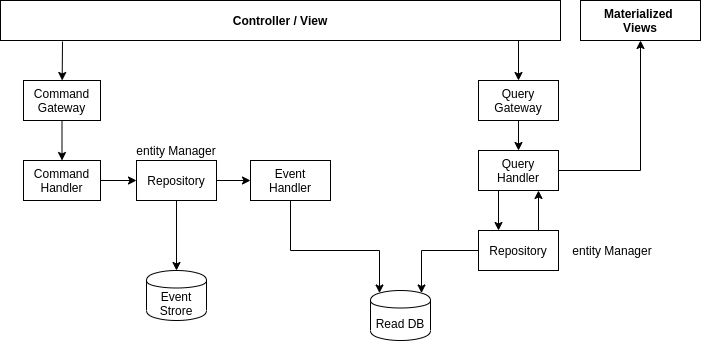 Controller / View
Materialized
Views
Command
Gateway
Query
Gateway
entity Manager
Command
Handler
Repository
Event
Handler
Query
Handler
Repository
entity Manager
Event
Strore
Read DB